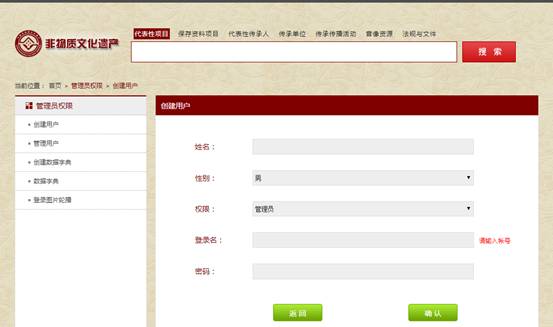 非物质文化遗产
代表性项目 保存资料项目 代表性传承人 传承单位 传承传播活动 音像资源 法规与文件
搜 索
当前位置： 首页 » 管理员权限 » 创建用户
管理员权限
创建用户
管理用户
创建数据字典
数据字典
登录图片轮播
创建用户
姓名：
性别： 男
权限： 管理员
登录名： 请输入帐号
密码：
返 回 确 认